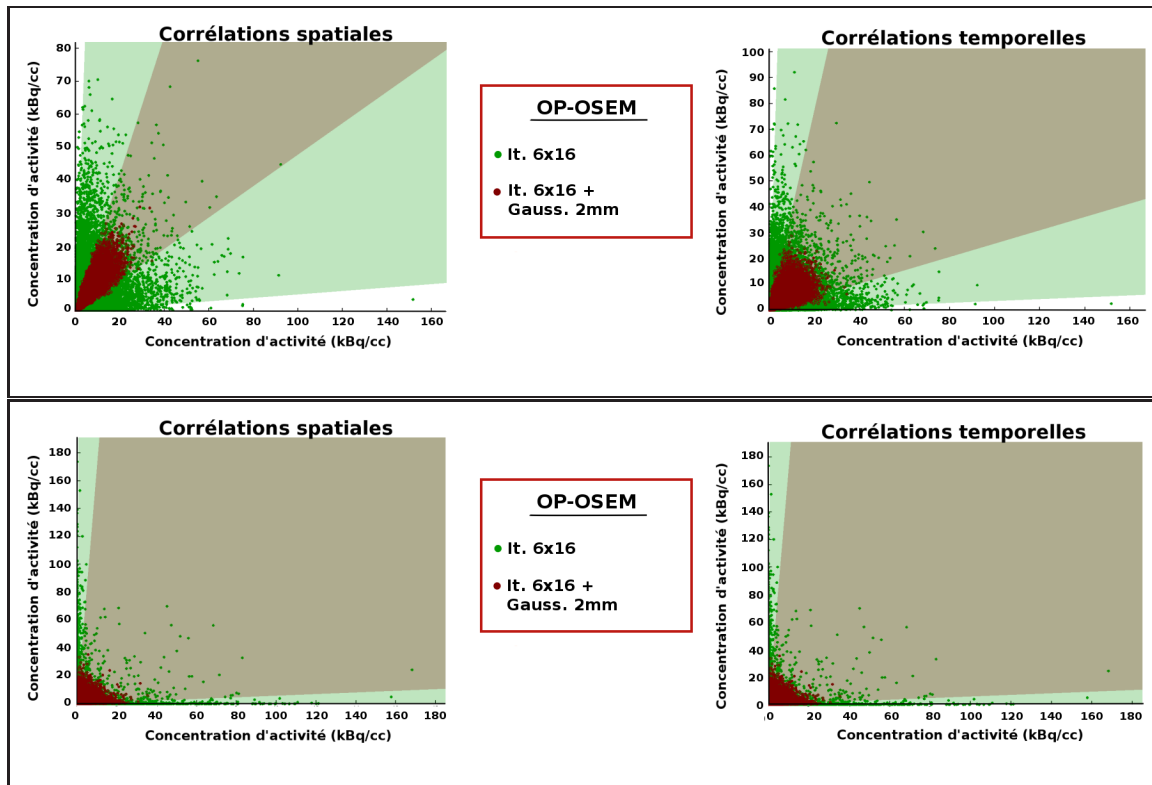 Corrélations spatiales
Concentration d'activité (kBq/cc)
80
70
60
50
40
30
20
10
0
0 20 40 60 80 100 120 140 160
Concentration d'activité (kBq/cc)
OP-OSEM
It. 6x16
It. 6x16 +
Gauss. 2mm
Corrélations temporelles
Concentration d'activité (kBq/cc)
100
90
80
70
60
50
40
30
20
10
0
0 20 40 60 80 100 120 140 160
Concentration d'activité (kBq/cc)
Corrélations spatiales
Concentration d'activité (kBq/cc)
180
160
140
120
100
80
60
40
20
0
0 20 40 60 80 100 120 140 160 180
Concentration d'activité (kBq/cc)
OP-OSEM
It. 6x16
It. 6x16 +
Gauss. 2mm
Corrélations temporelles
Concentration d'activité (kBq/cc)
180
160
140
120
100
80
60
40
20
0
0 20 40 60 80 100 120 140 160 180
Concentration d'activité (kBq/cc)